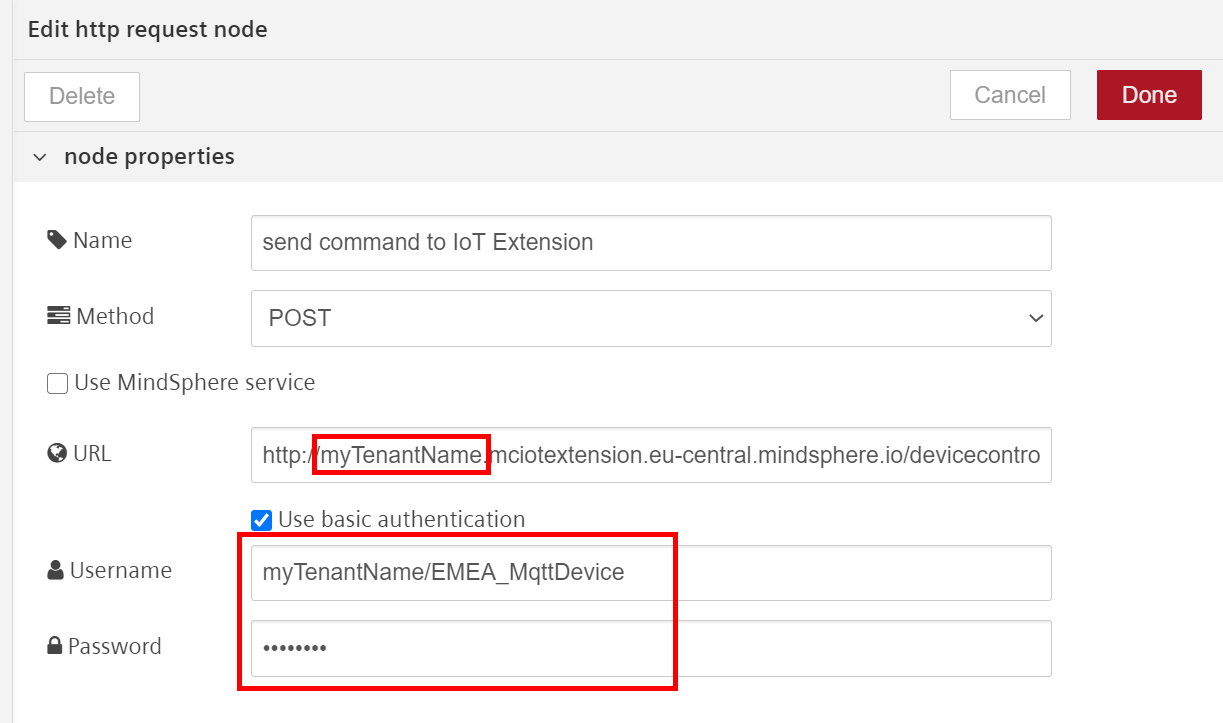 Edit http request node
Delete
Cancel
Done
node properties
Name
send command to IoT Extension
Method
POST
Use MindSphere service
URL
http://myTenantName.mciotextension.eu-central.mindsphere.io/devicecontro
Use basic authentication
Username
myTenantName/EMEA_MqttDevice
Password
••••••••